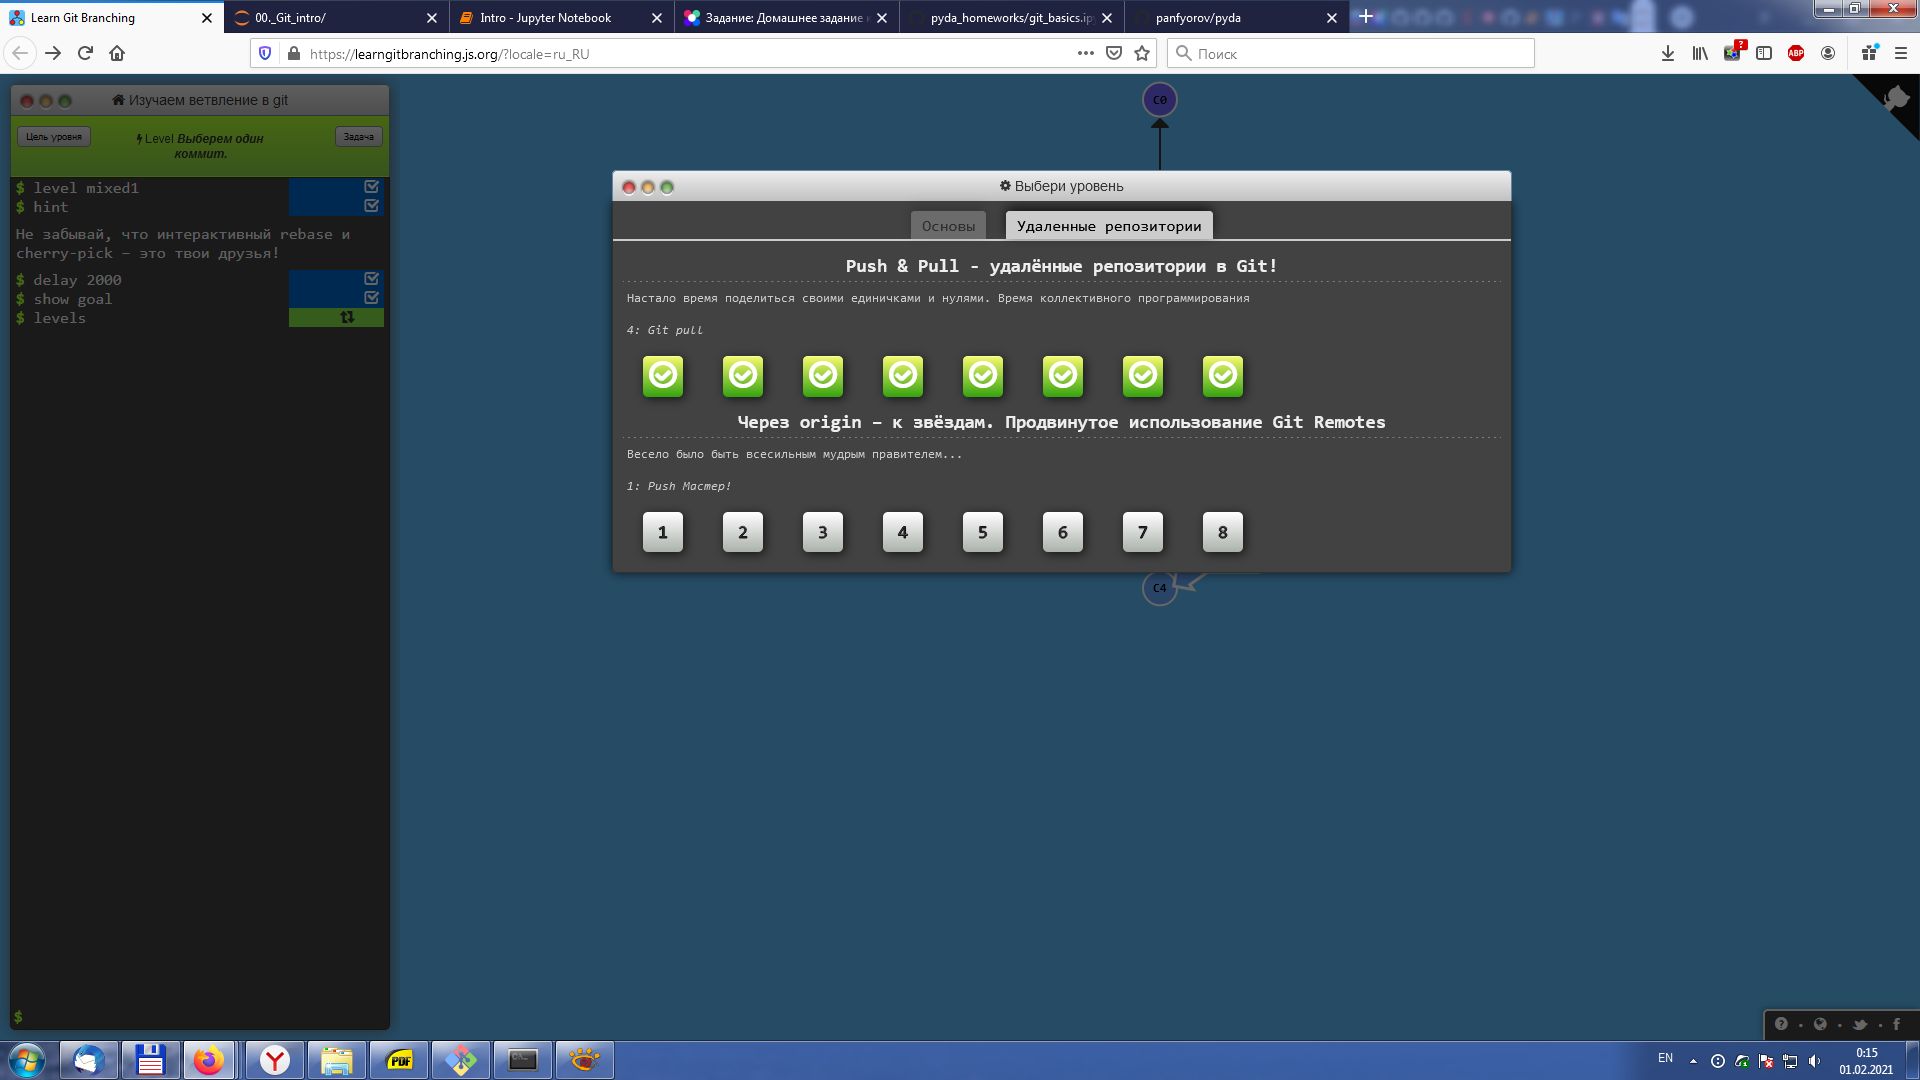 Learn Git Branching
00._Git_intro/
Intro - Jupyter Notebook
Задание: Домашнее задание
pyda_homeworks/git_basics.ip
panfyorov/pyda
https://learngitbranching.js.org/?locale=ru_RU
Поиск
ABP
Изучаем ветвление в git
Цель уровня
Level Выберем один
коммит.
Задача
$ level mixed1
$ hint
Не забывай, что интерактивный rebase и
cherry-pick – это твои друзья!
$ delay 2000
$ show goal
$ levels
$
C0
Выбери уровень
Основы
Удаленные репозитории
Push & Pull - удалённые репозитории в Git!
Настало время поделиться своими единичками и нулями. Время коллективного программирования
4: Git pull
Через origin – к звёздам. Продвинутое использование Git Remotes
Весело было быть всесильным мудрым правителем...
1: Push Мастер!
1 2 3 4 5 6 7 8
C4
PDF
EN
0:15
01.02.2021